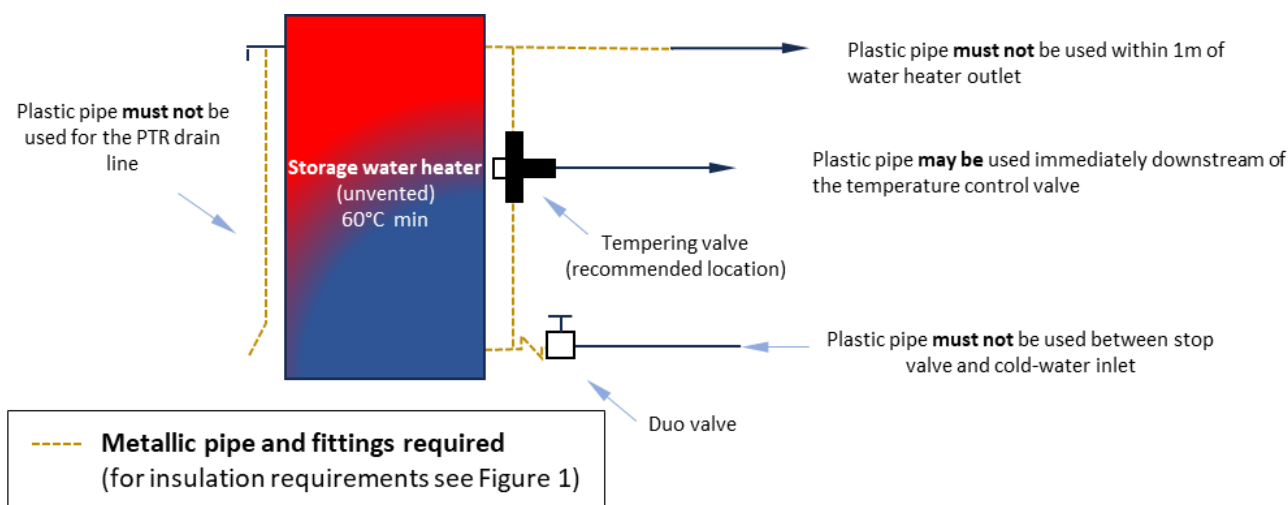 Plastic pipe must not be used within 1m of
water heater outlet
Plastic pipe must not be
used for the PTR drain
line
Storage water heater
(unvented)
60°C min
Plastic pipe may be used immediately downstream of
the temperature control valve
Tempering valve
(recommended location)
Plastic pipe must not be used between stop
valve and cold-water inlet
Duo valve
Metallic pipe and fittings required
(for insulation requirements see Figure 1)